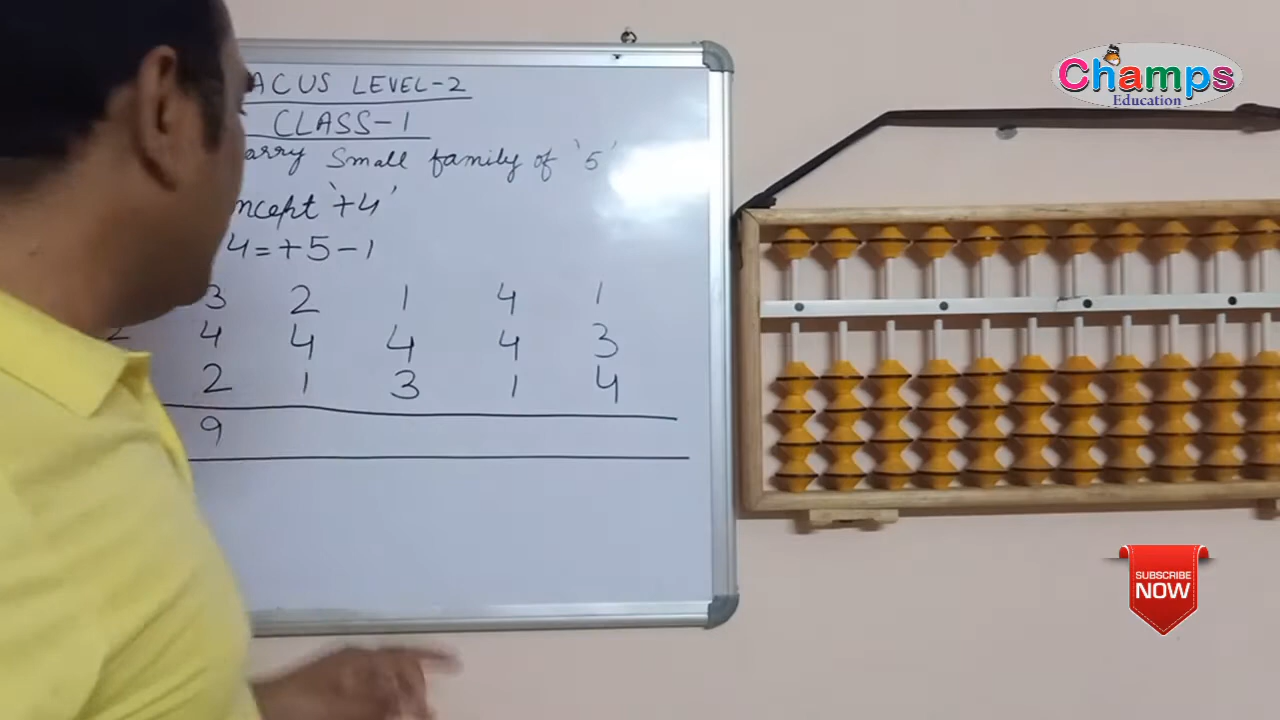 ACUS LEVEL-2
CLASS-1
arry Small family of '5'
ncept '+4'
4=+5-1
3 2 1 4 1
2 4 4 4 4 3
2 1 3 1 4
9
Champs
Education
SUBSCRIBE
NOW